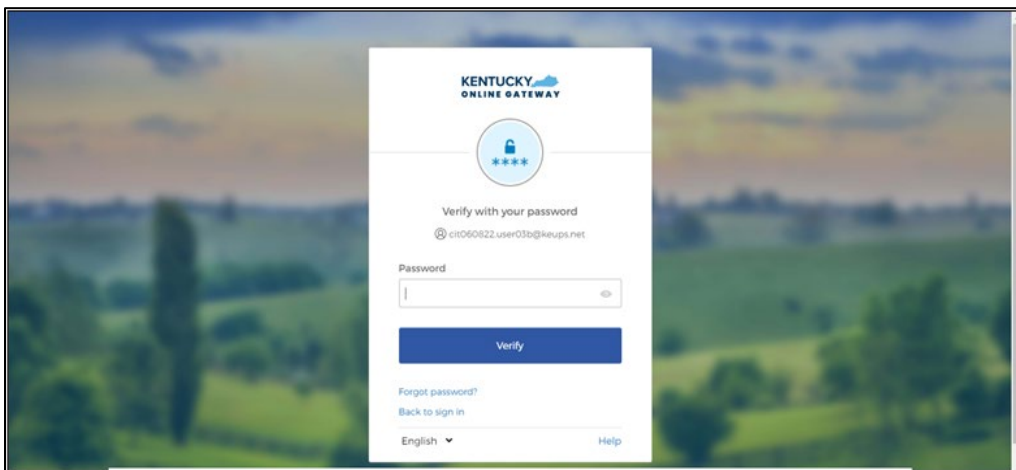 KENTUCKY
ONLINE GATEWAY
****
Verify with your password
cit060822.user03b@keups.net
Password
Verify
Forgot password?
Back to sign in
English
Help